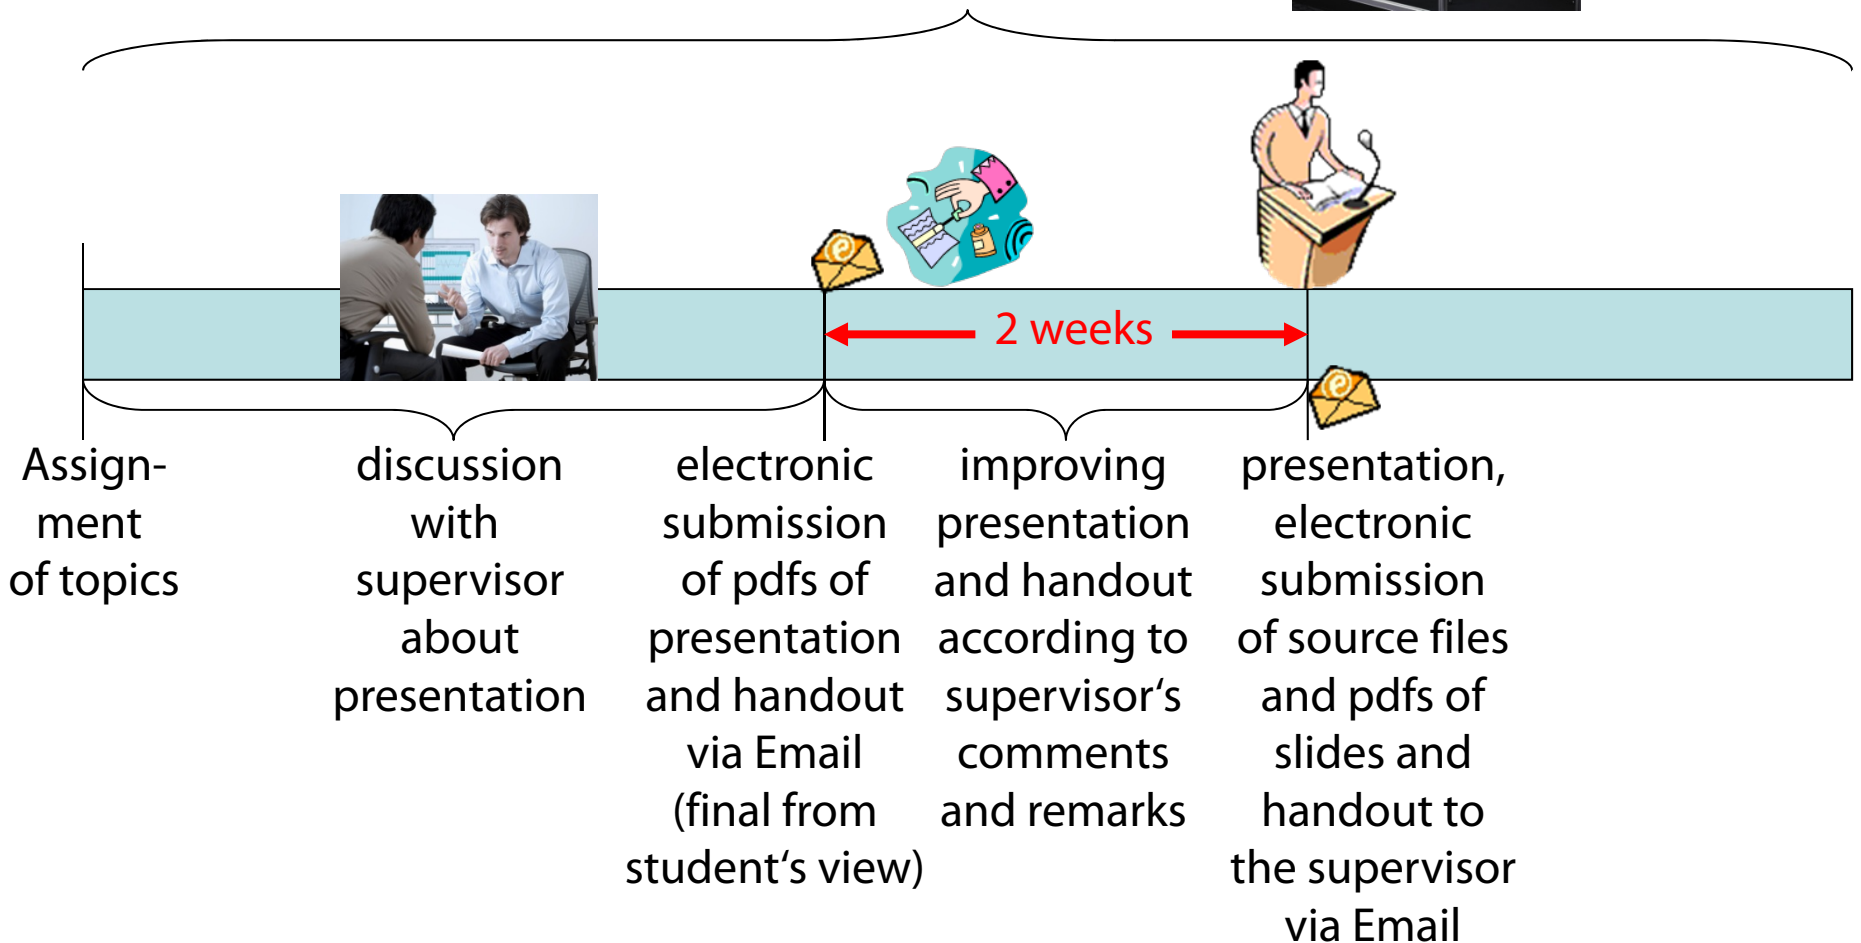 2 weeks
Assign-
ment
of topics
discussion
with
supervisor
about
presentation
electronic
submission
of pdfs of
presentation
and handout
via Email
(final from
student‘s view)
improving
presentation
and handout
according to
supervisor‘s
comments
and remarks
presentation,
electronic
submission
of source files
and pdfs of
slides and
handout to
the supervisor
via Email